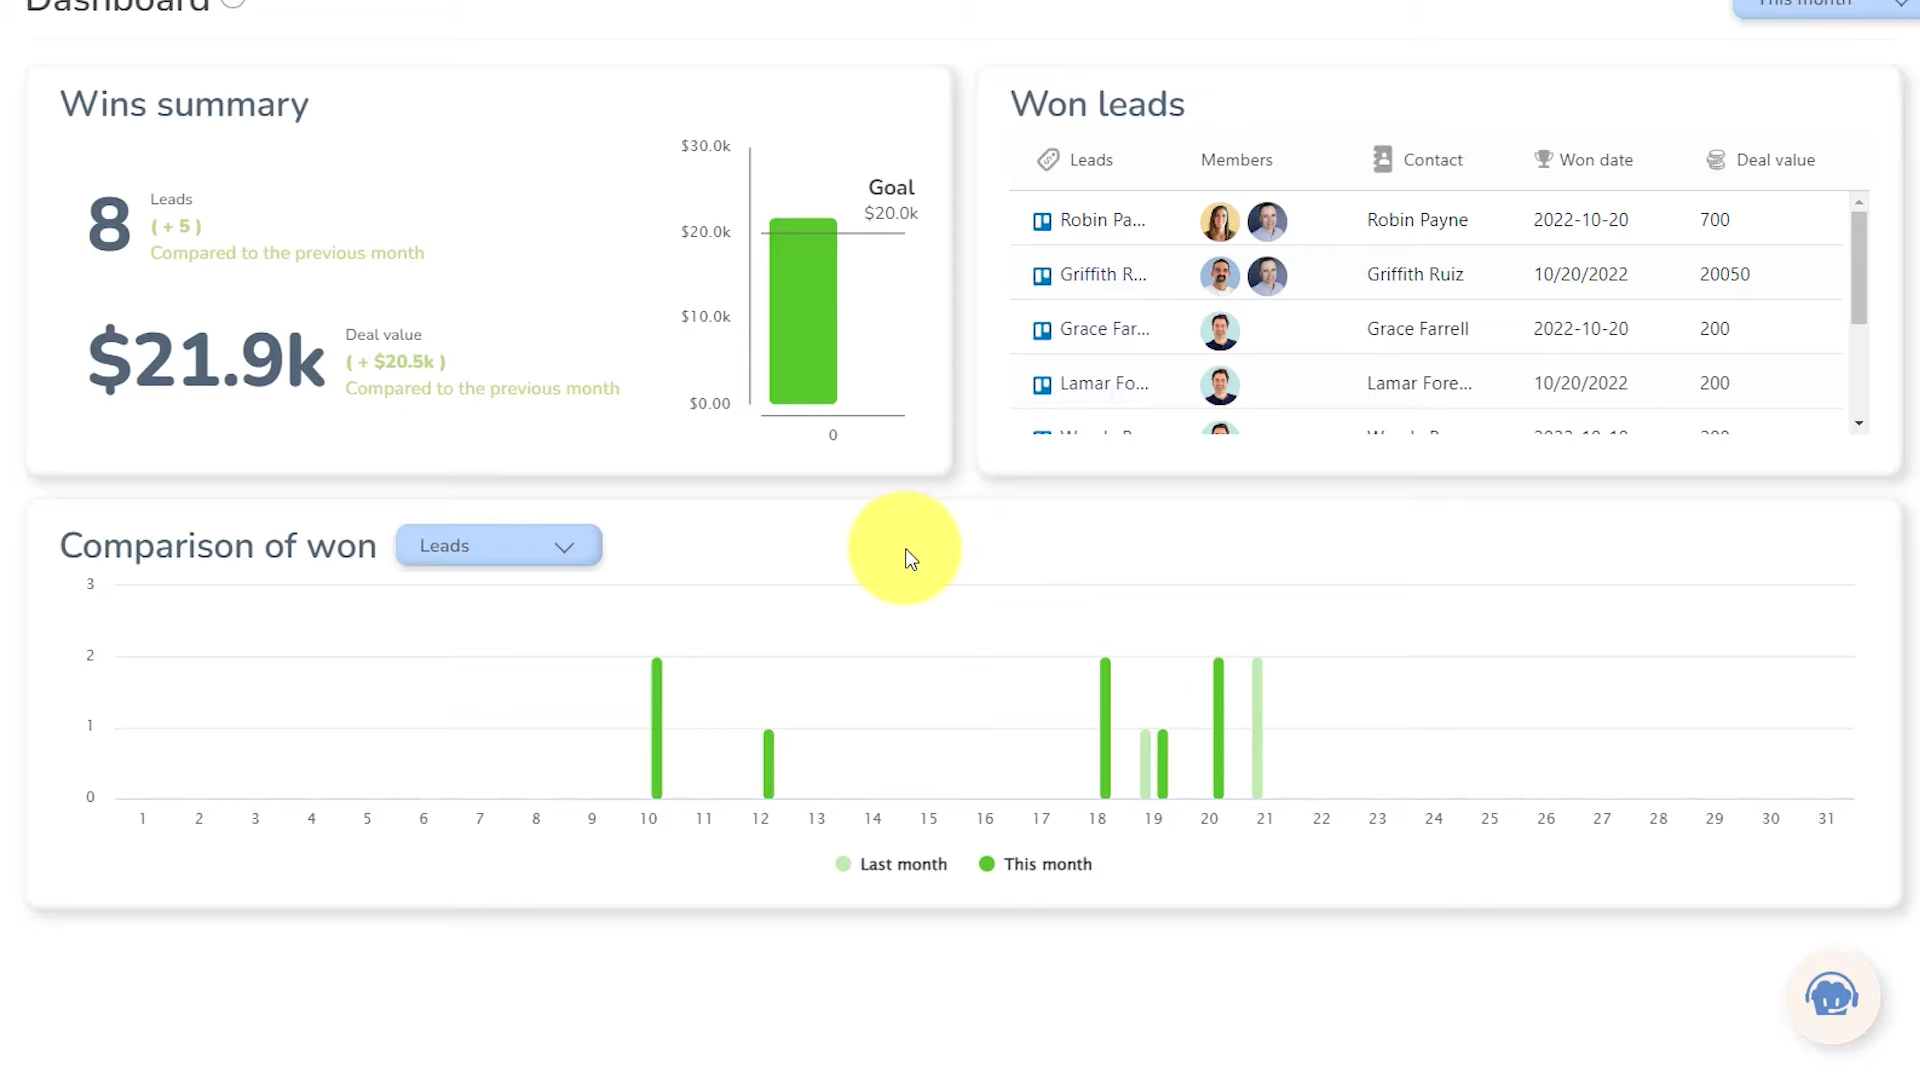 Dashboard
This month
Wins summary
8
Leads
( + 5 )
Compared to the previous month
$21.9k
Deal value
( + $20.5k )
Compared to the previous month
$30.0k
$20.0k
$10.0k
$0.00
Goal
$20.0k
0
Won leads
Leads Members Contact Won date Deal value
Robin Pa... Robin Payne 2022-10-20 700
Griffith R... Griffith Ruiz 10/20/2022 20050
Grace Far... Grace Farrell 2022-10-20 200
Lamar Fo... Lamar Fore... 10/20/2022 200
Comparison of won Leads
3
2
1
0
1 2 3 4 5 6 7 8 9 10 11 12 13 14 15 16 17 18 19 20 21 22 23 24 25 26 27 28 29 30 31
Last month This month